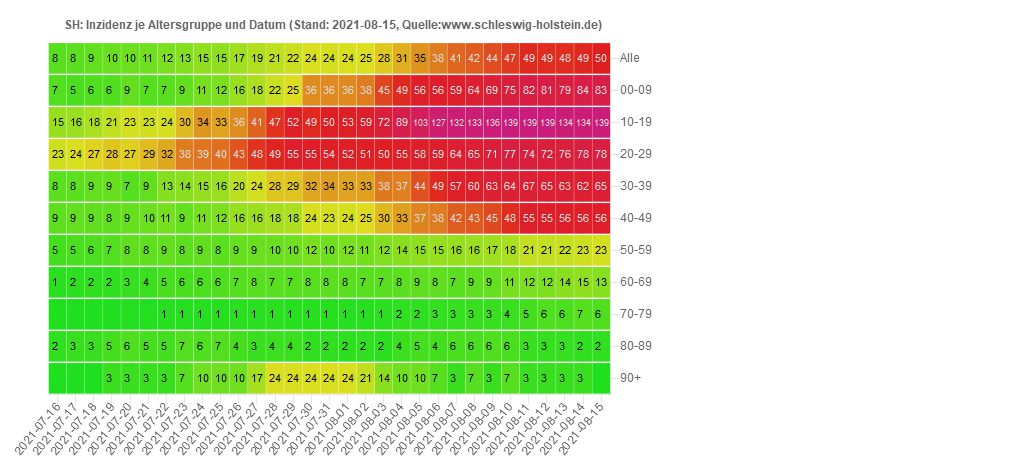 SH: Inzidenz je Altersgruppe und Datum (Stand: 2021-08-15, Quelle:www.schleswig-holstein.de)
8 8 9 10 10 11 12 13 15 15 17 19 21 22 24 24 24 25 28 31 35 38 41 42 44 47 49 49 48 49 50 Alle
7 5 6 6 9 7 7 9 11 12 16 18 22 25 36 36 36 38 45 49 56 56 59 64 69 75 82 81 79 84 83 00-09
15 16 18 21 23 23 24 30 34 33 36 41 47 52 49 50 53 59 72 89 103 127 132 133 136 139 139 139 134 134 139 10-19
23 24 27 28 27 29 32 38 39 40 43 48 49 55 55 54 52 51 50 55 58 59 64 65 71 77 74 72 76 78 78 20-29
8 8 9 9 7 9 13 14 15 16 20 24 28 29 32 34 33 33 38 37 44 49 57 60 63 64 67 65 63 62 65 30-39
9 9 9 8 9 10 11 9 11 12 16 16 18 18 24 23 24 25 30 33 37 38 42 43 45 48 55 55 56 56 56 40-49
5 5 6 7 8 8 9 8 9 8 9 9 10 10 12 10 12 11 12 14 15 15 16 16 17 18 21 21 22 23 23 50-59
1 2 2 2 3 4 5 6 6 6 7 8 7 7 8 8 8 7 7 8 9 8 7 9 9 11 12 12 14 15 13 60-69
1 1 1 1 1 1 1 1 1 1 1 1 1 2 2 3 3 3 3 4 5 6 6 7 6 70-79
2 3 3 5 6 5 5 7 6 7 4 3 4 4 2 2 2 2 2 4 5 4 6 6 6 6 3 3 3 2 2 80-89
3 3 3 3 7 10 10 10 17 24 24 24 24 24 21 14 10 10 7 3 7 3 7 3 3 3 3 90+
2021-07-16 2021-07-17 2021-07-18 2021-07-19 2021-07-20 2021-07-21 2021-07-22 2021-07-23 2021-07-24 2021-07-25 2021-07-26 2021-07-27 2021-07-28 2021-07-29 2021-07-30 2021-07-31 2021-08-01 2021-08-02 2021-08-03 2021-08-04 2021-08-05 2021-08-06 2021-08-07 2021-08-08 2021-08-09 2021-08-10 2021-08-11 2021-08-12 2021-08-13 2021-08-14 2021-08-15